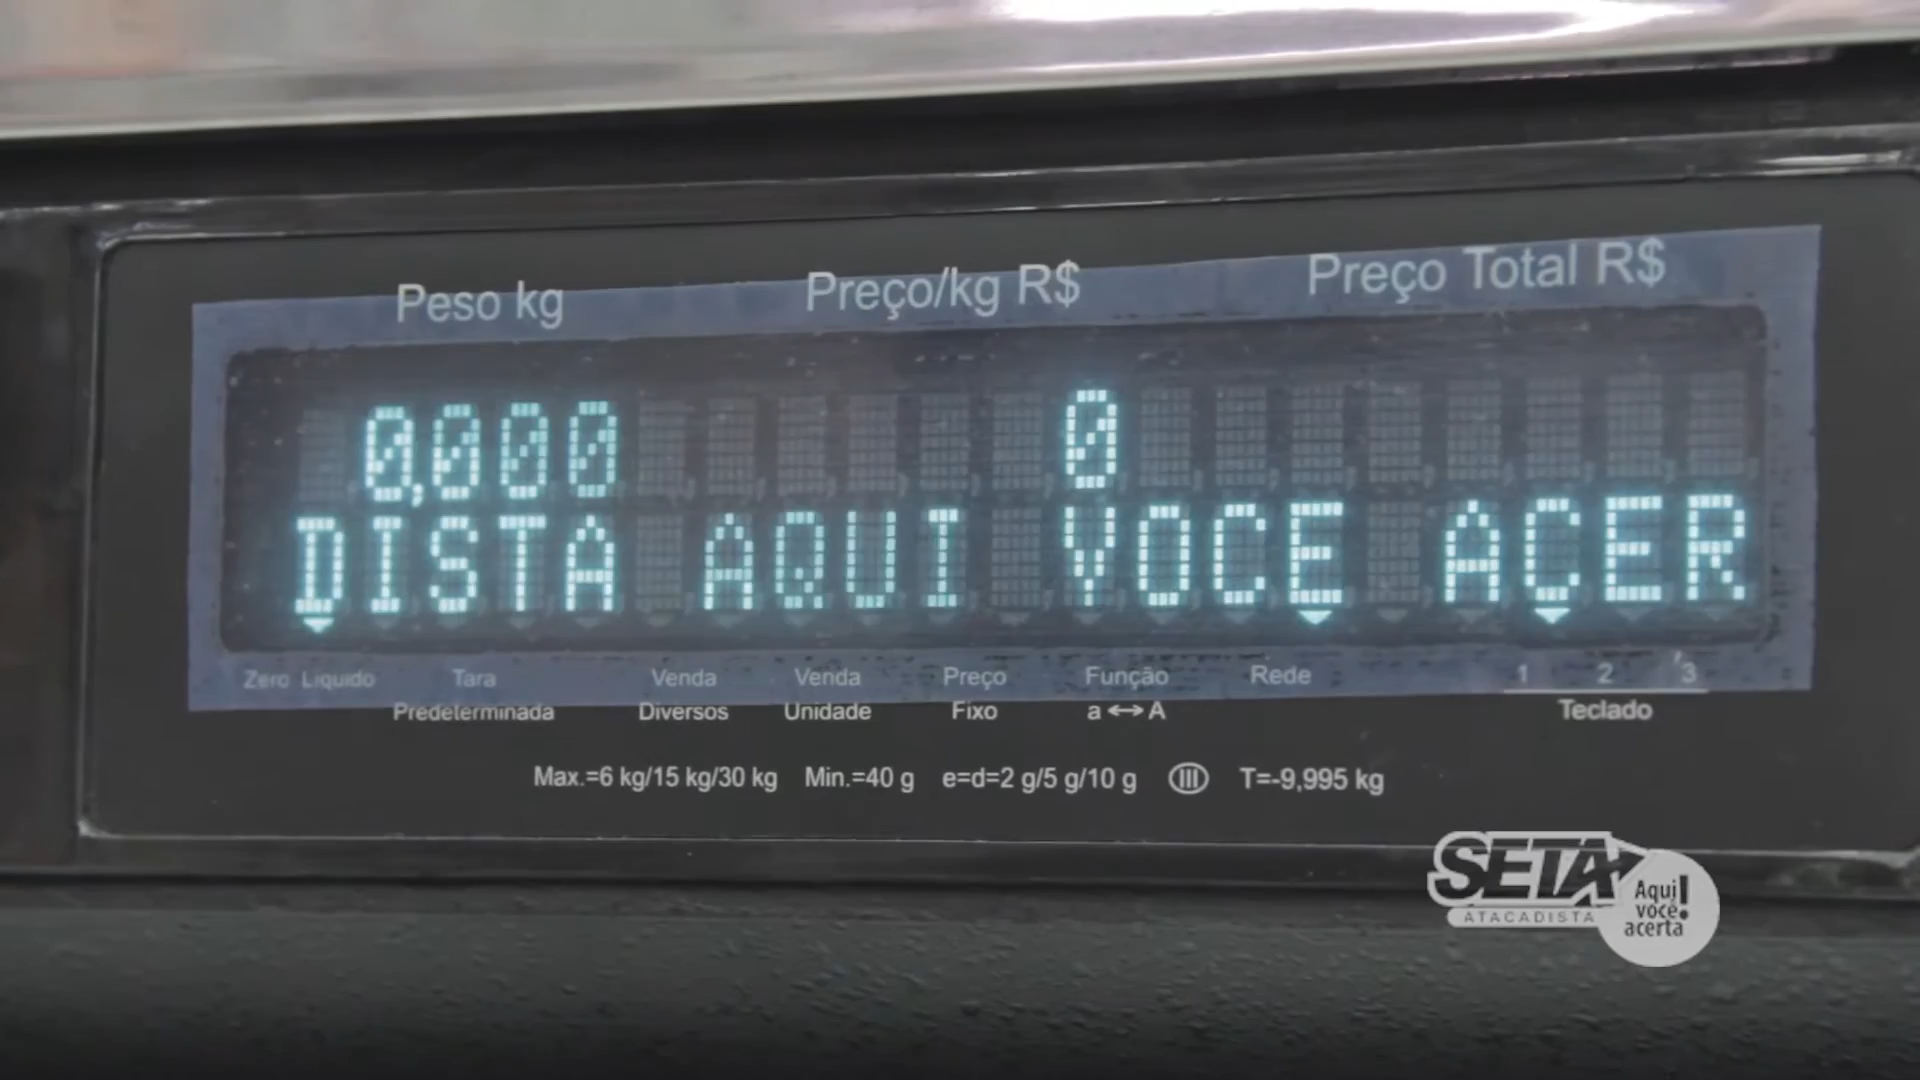 Peso kg Preço/kg R$ Preço Total R$
0,000 0
DISTA AQUI VOCE ACER
Zero Líquido Tara Venda Venda Preço Função Rede 1 2 3
Predeterminada Diversos Unidade Fixo a↔A Teclado
Max.=6 kg/15 kg/30 kg Min.=40 g e=d=2 g/5 g/10 g III T=-9,995 kg
SETA
ATACADISTA
Aqui
você
acerta!